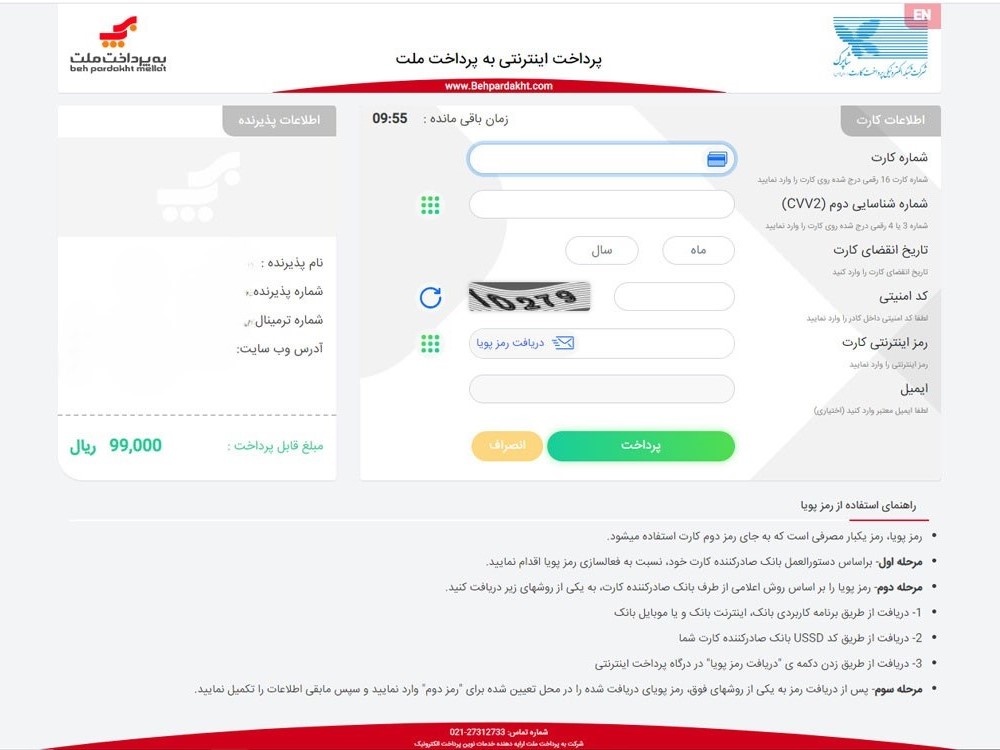 EN
به پرداخت ملت
beh pardakht mellat
پرداخت اینترنتی به پرداخت ملت
www.Behpardakht.com
اطلاعات کارت
زمان باقی مانده : 09:55
شماره کارت
شماره کارت 16 رقمی درج شده روی کارت را وارد نمایید
شماره شناسایی دوم (CVV2)
شماره 3 یا 4 رقمی درج شده روی کارت را وارد نمایید
تاریخ انقضای کارت
ماه
سال
تاریخ انقضای کارت را وارد کنید
کد امنیتی
10279
لطفا کد امنیتی داخل کادر را وارد نمایید
رمز اینترنتی کارت
دریافت رمز پویا
رمز اینترنتی را وارد نمایید
ایمیل
لطفا ایمیل معتبر وارد کنید (اختیاری)
پرداخت
انصراف
اطلاعات پذیرنده
نام پذیرنده :
شماره پذیرنده
شماره ترمینال
آدرس وب سایت:
مبلغ قابل پرداخت : 99,000 ریال
راهنمای استفاده از رمز پویا
• رمز پویا، رمز یکبار مصرفی است که به جای رمز دوم کارت استفاده میشود.
• مرحله اول- براساس دستورالعمل بانک صادرکننده کارت خود، نسبت به فعالسازی رمز پویا اقدام نمایید.
• مرحله دوم- رمز پویا را بر اساس روش اعلامی از طرف بانک صادرکننده کارت، به یکی از روشهای زیر دریافت کنید.
• 1- دریافت از طریق برنامه کاربردی بانک، اینترنت بانک و یا موبایل بانک
• 2- دریافت از طریق کد USSD بانک صادرکننده کارت شما
• 3- دریافت از طریق زدن دکمه ی "دریافت رمز پویا" در درگاه پرداخت اینترنتی
• مرحله سوم- پس از دریافت رمز به یکی از روشهای فوق، رمز پویای دریافت شده را در محل تعیین شده برای "رمز دوم" وارد نمایید و سپس مابقی اطلاعات را تکمیل نمایید.
شماره تماس: 27312733-021
شرکت به پرداخت ملت ارایه دهنده خدمات نوین پرداخت الکترونیک